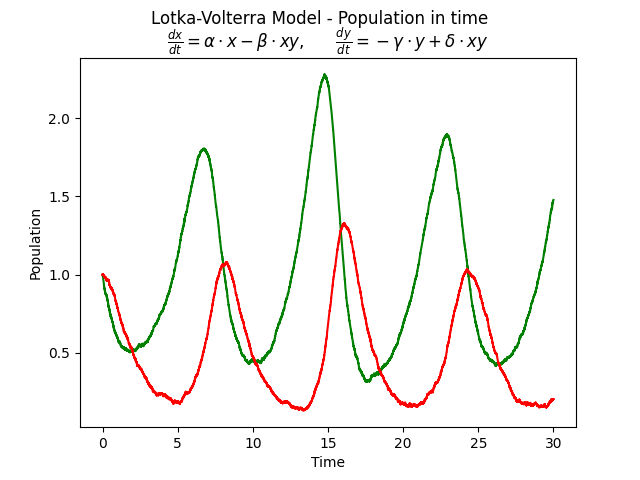 Lotka-Volterra Model - Population in time
dx/dt = α · x − β · xy, dy/dt = −γ · y + δ · xy
Population
2.0
1.5
1.0
0.5
0 5 10 15 20 25 30
Time